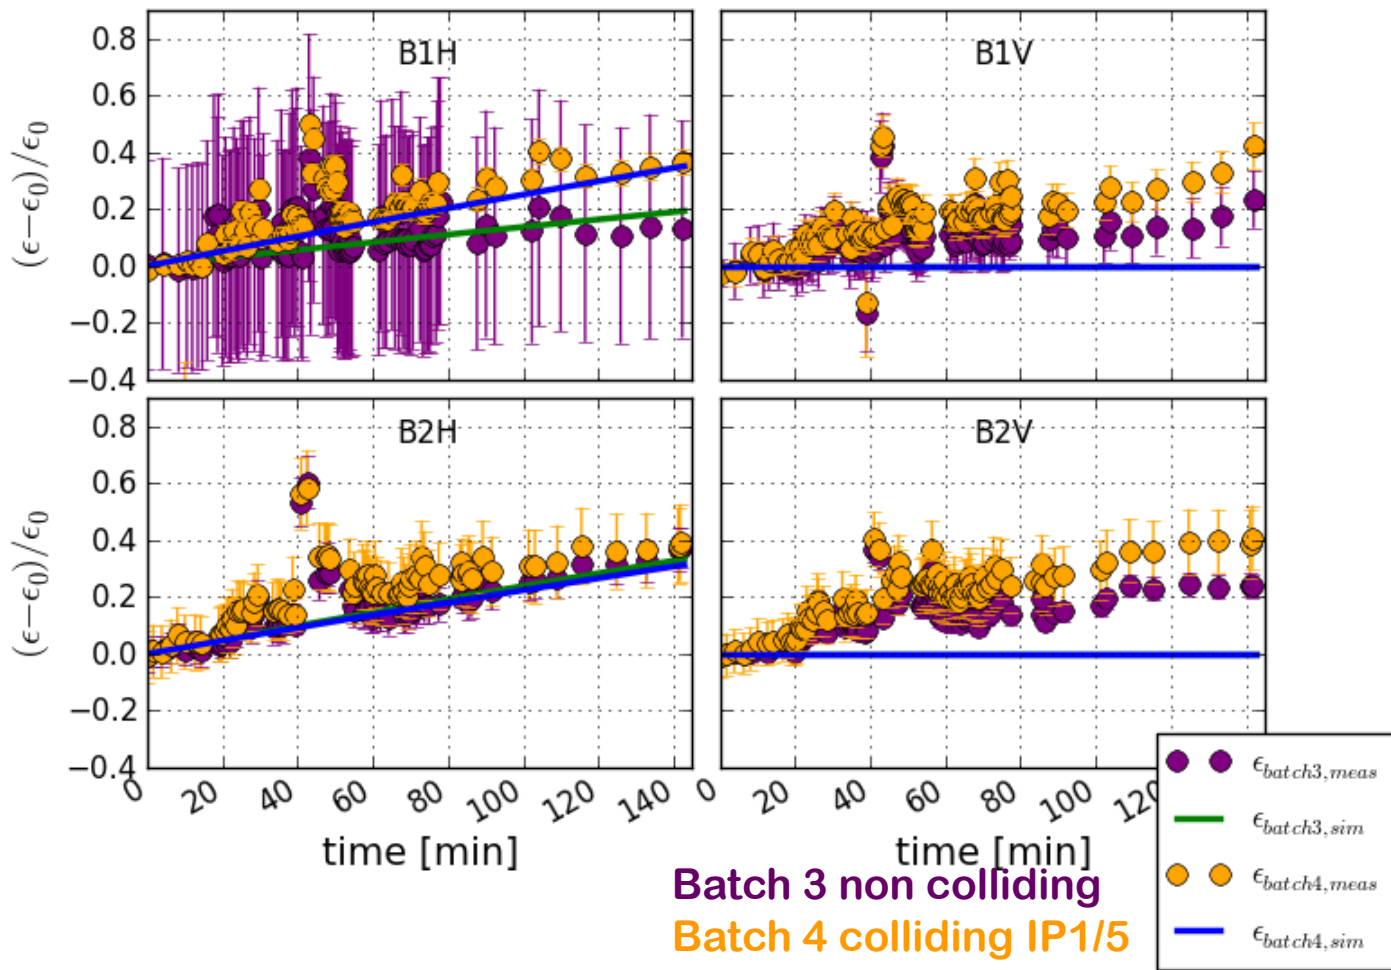 B1H
B1V
0.8
0.6
0.4
0.2
0.0
−0.2
−0.4
(ϵ−ϵ0)/ϵ0
B2H
B2V
0.8
0.6
0.4
0.2
0.0
−0.2
−0.4
(ϵ−ϵ0)/ϵ0
0 20 40 60 80 100 120 140
0 20 40 60 80 100 120
time [min]
time [min]
ϵbatch3,meas
ϵbatch3,sim
ϵbatch4,meas
ϵbatch4,sim
Batch 3 non colliding
Batch 4 colliding IP1/5